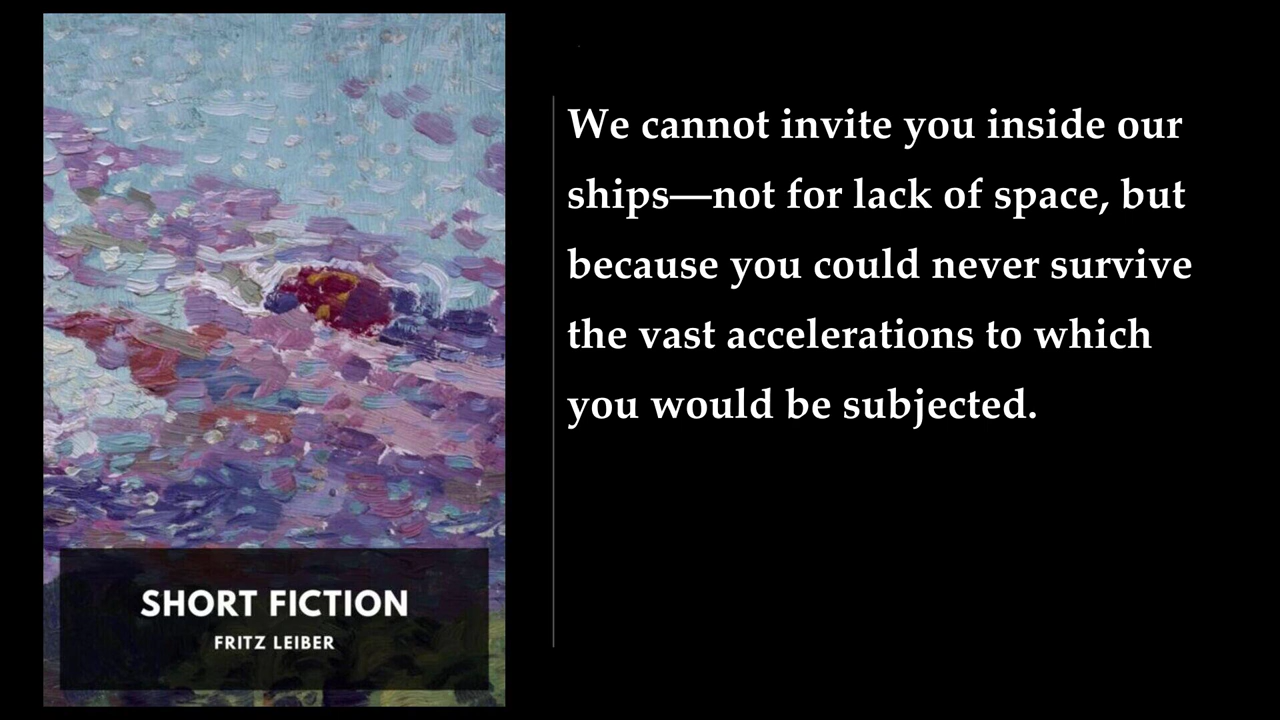 We cannot invite you inside our
ships—not for lack of space, but
because you could never survive
the vast accelerations to which
you would be subjected.
SHORT FICTION
FRITZ LEIBER